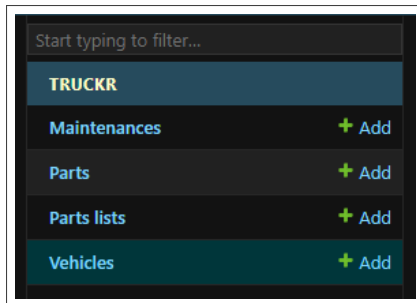 Start typing to filter...
TRUCKR
Maintenances + Add
Parts + Add
Parts lists + Add
Vehicles + Add